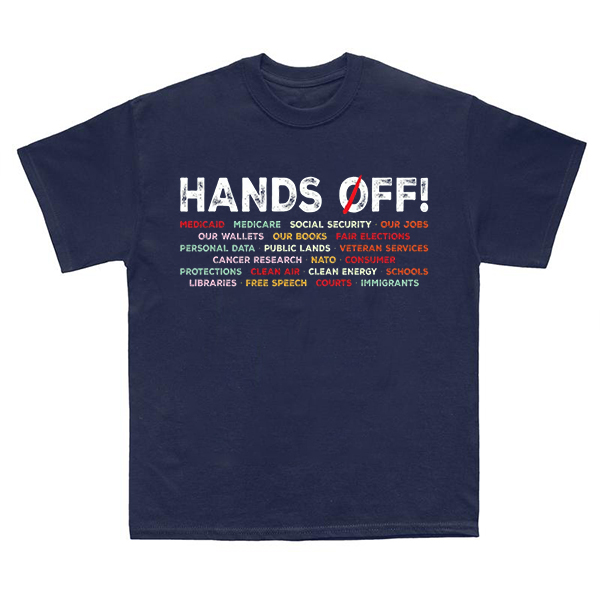 HANDS OFF!
MEDICAID MEDICARE SOCIAL SECURITY · OUR JOBS
OUR WALLETS OUR BOOKS FAIR ELECTIONS
PERSONAL DATA · PUBLIC LANDS · VETERAN SERVICES
CANCER RESEARCH · NATO · CONSUMER
PROTECTIONS CLEAN AIR · CLEAN ENERGY · SCHOOLS
LIBRARIES · FREE SPEECH COURTS · IMMIGRANTS